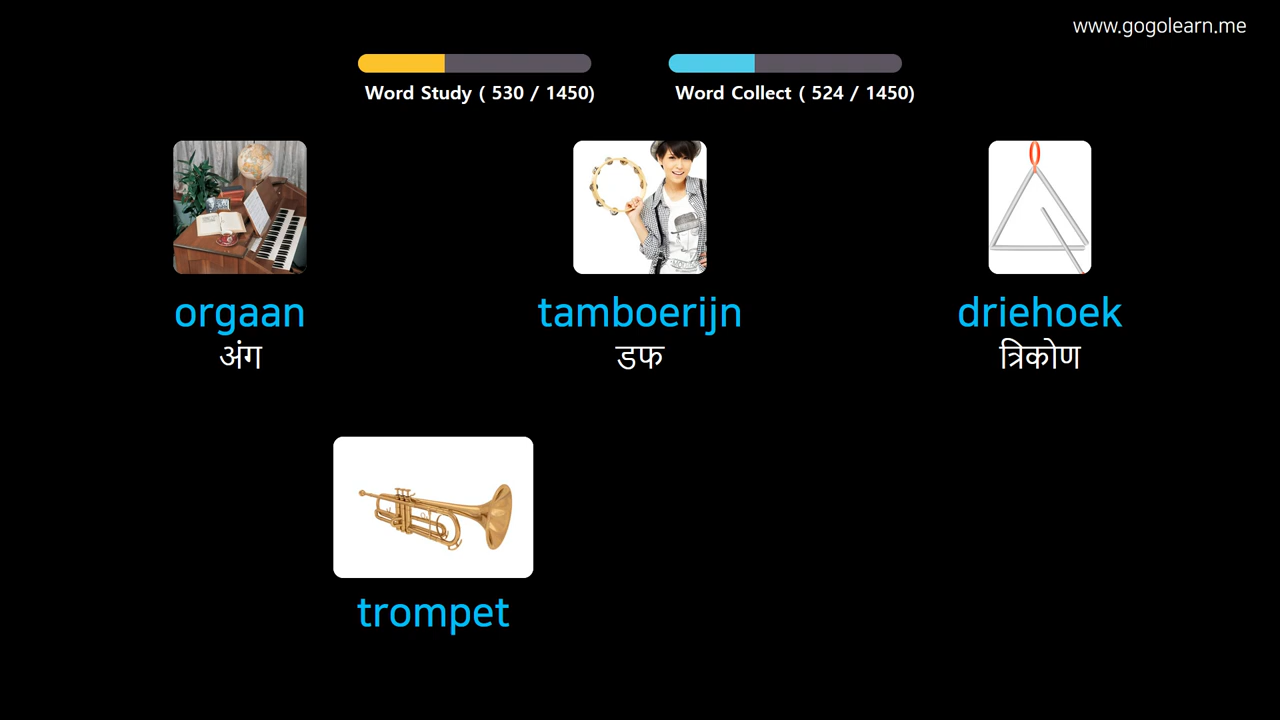 www.gogolearn.me
Word Study ( 530 / 1450)
Word Collect ( 524 / 1450)
orgaan
tamboerijn
driehoek
अंग
डफ
त्रिकोण
trompet